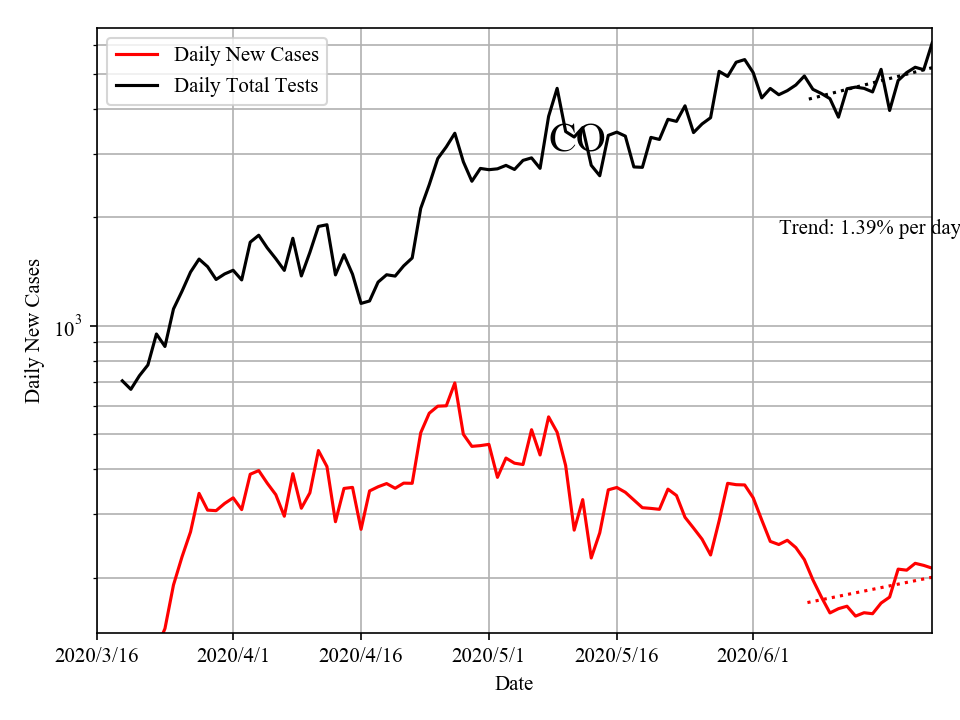 Daily New Cases
Daily Total Tests
CO
Trend: 1.39% per day
Daily New Cases
10³
2020/3/16 2020/4/1 2020/4/16 2020/5/1 2020/5/16 2020/6/1
Date